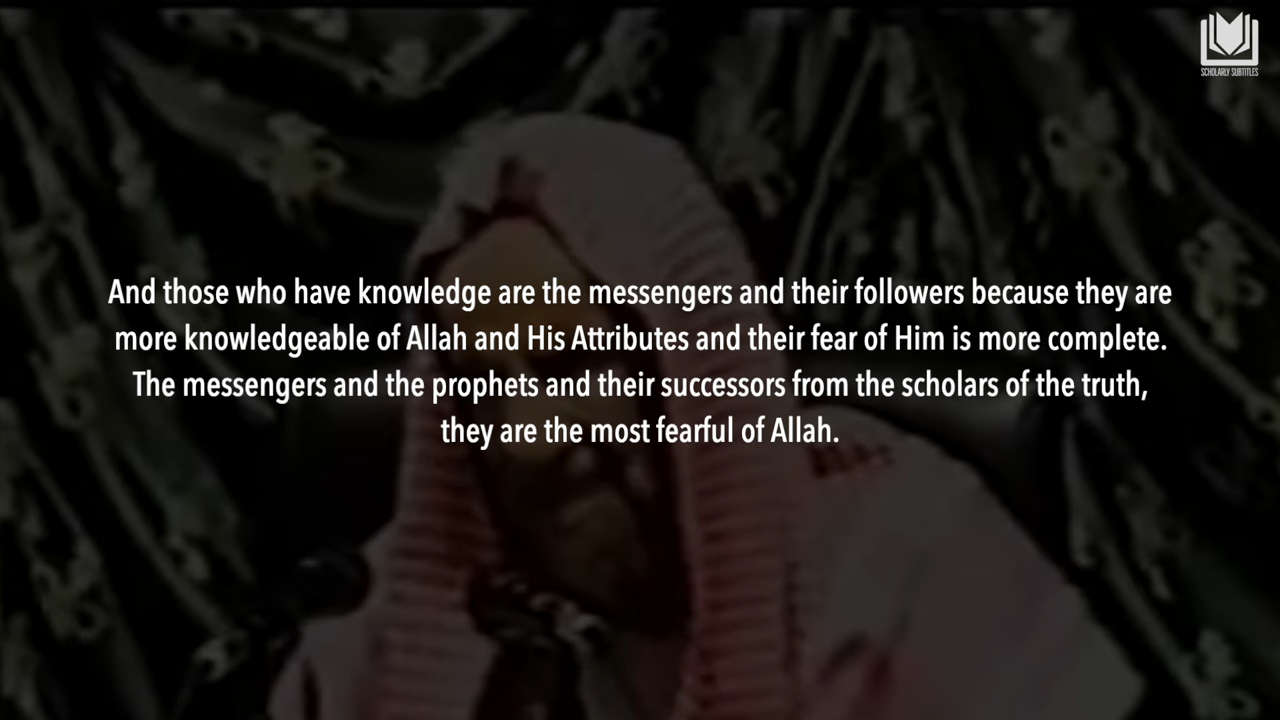 SCHOLARLY SUBTITLES
And those who have knowledge are the messengers and their followers because they are
more knowledgeable of Allah and His Attributes and their fear of Him is more complete.
The messengers and the prophets and their successors from the scholars of the truth,
they are the most fearful of Allah.